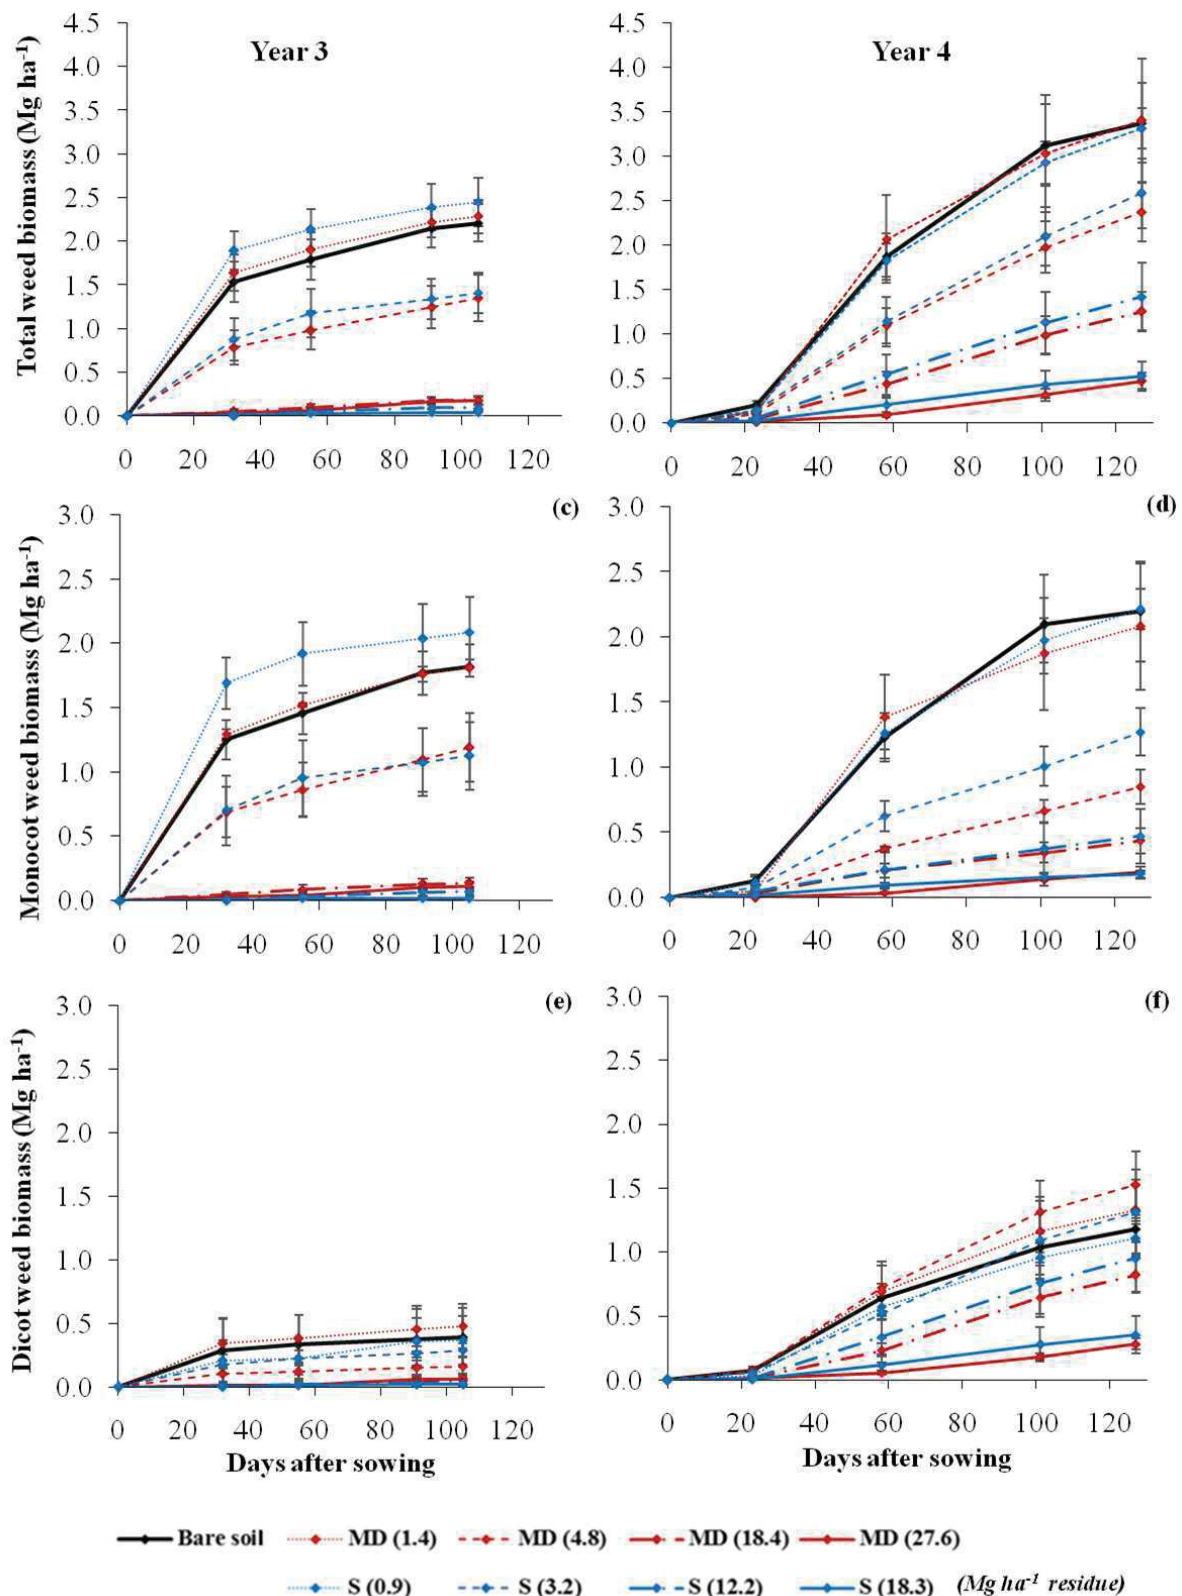 Year 3
Year 4
Total weed biomass (Mg ha⁻¹)
4.5
4.0
3.5
3.0
2.5
2.0
1.5
1.0
0.5
0.0
0 20 40 60 80 100 120
4.5
4.0
3.5
3.0
2.5
2.0
1.5
1.0
0.5
0.0
0 20 40 60 80 100 120
(c)
(d)
Monocot weed biomass (Mg ha⁻¹)
3.0
2.5
2.0
1.5
1.0
0.5
0.0
0 20 40 60 80 100 120
3.0
2.5
2.0
1.5
1.0
0.5
0.0
0 20 40 60 80 100 120
(e)
(f)
Dicot weed biomass (Mg ha⁻¹)
3.0
2.5
2.0
1.5
1.0
0.5
0.0
0 20 40 60 80 100 120
Days after sowing
3.0
2.5
2.0
1.5
1.0
0.5
0.0
0 20 40 60 80 100 120
Days after sowing
Bare soil MD (1.4) MD (4.8) MD (18.4) MD (27.6)
S (0.9) S (3.2) S (12.2) S (18.3) (Mg ha⁻¹ residue)